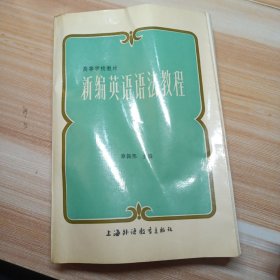 高等学校教材
新编英语语法教程
章振邦 主编
上海外语教育出版社